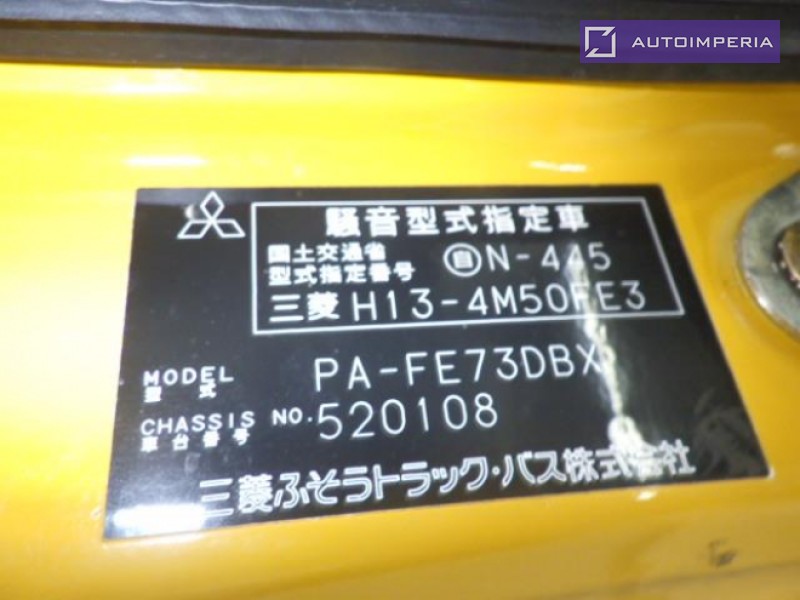 AUTOIMPERIA
騒音型式指定車
国土交通省
型式指定番号 自N-445
三菱 H13-4M50FE3
MODEL PA-FE73DBX
型式
CHASSIS NO. 520108
車台番号
三菱ふそうトラック・バス株式会社